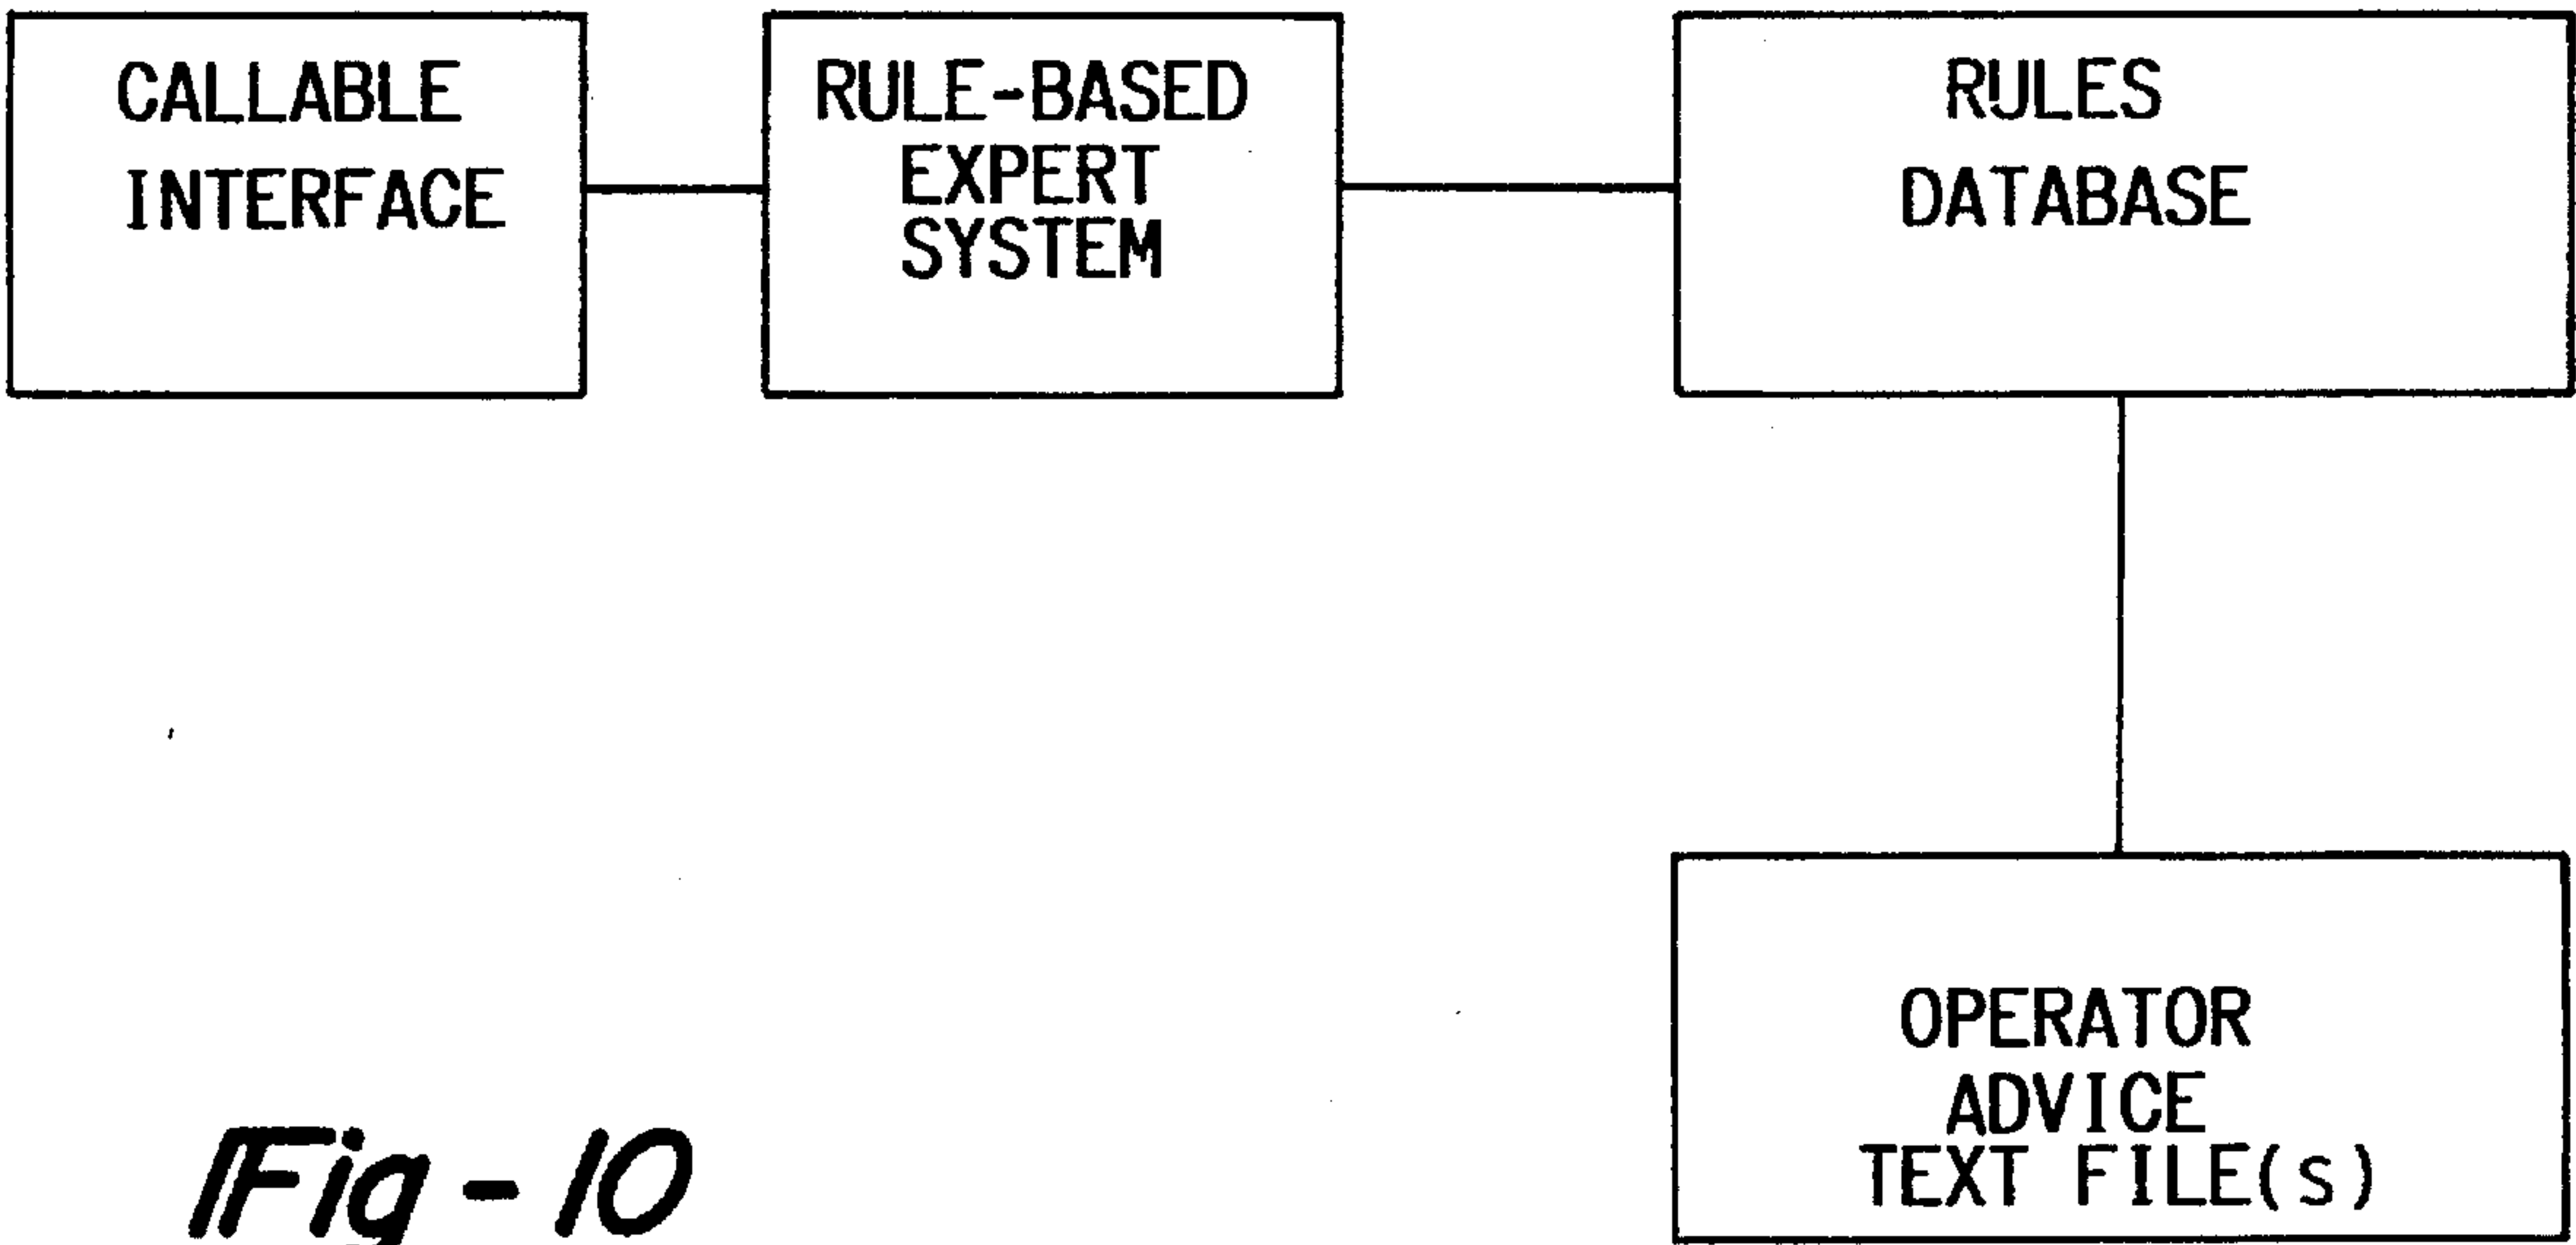 CALLABLE
INTERFACE
RULE-BASED
EXPERT
SYSTEM
RULES
DATABASE
OPERATOR
ADVICE
TEXT FILE(s)
Fig - 10